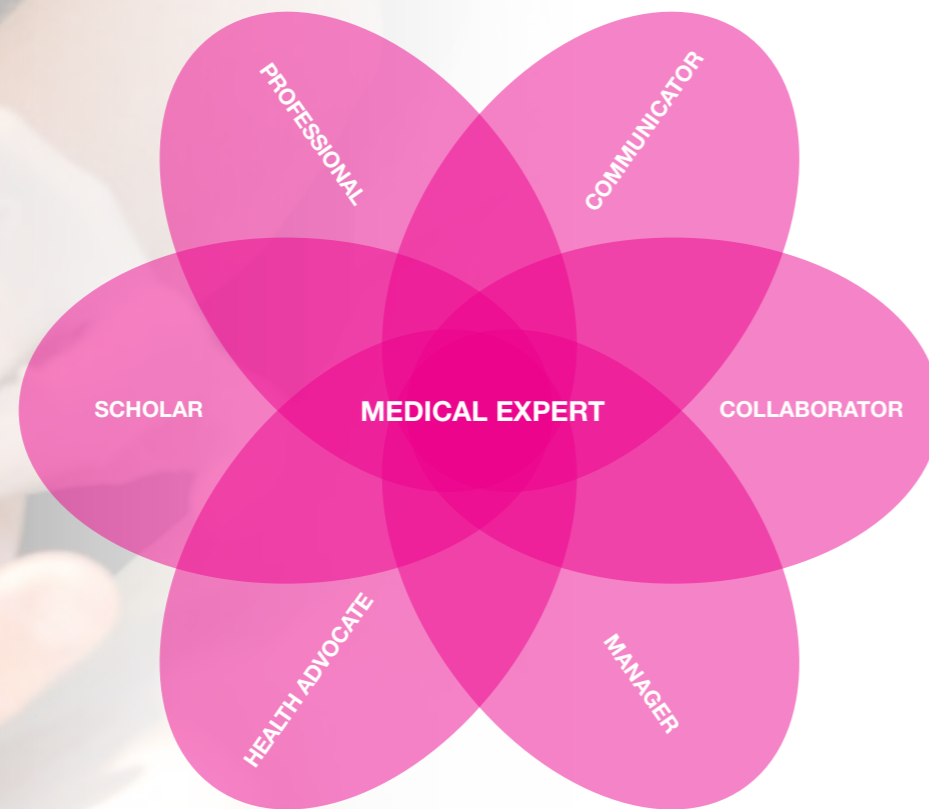 PROFESSIONAL
COMMUNICATOR
SCHOLAR
MEDICAL EXPERT
COLLABORATOR
HEALTH ADVOCATE
MANAGER